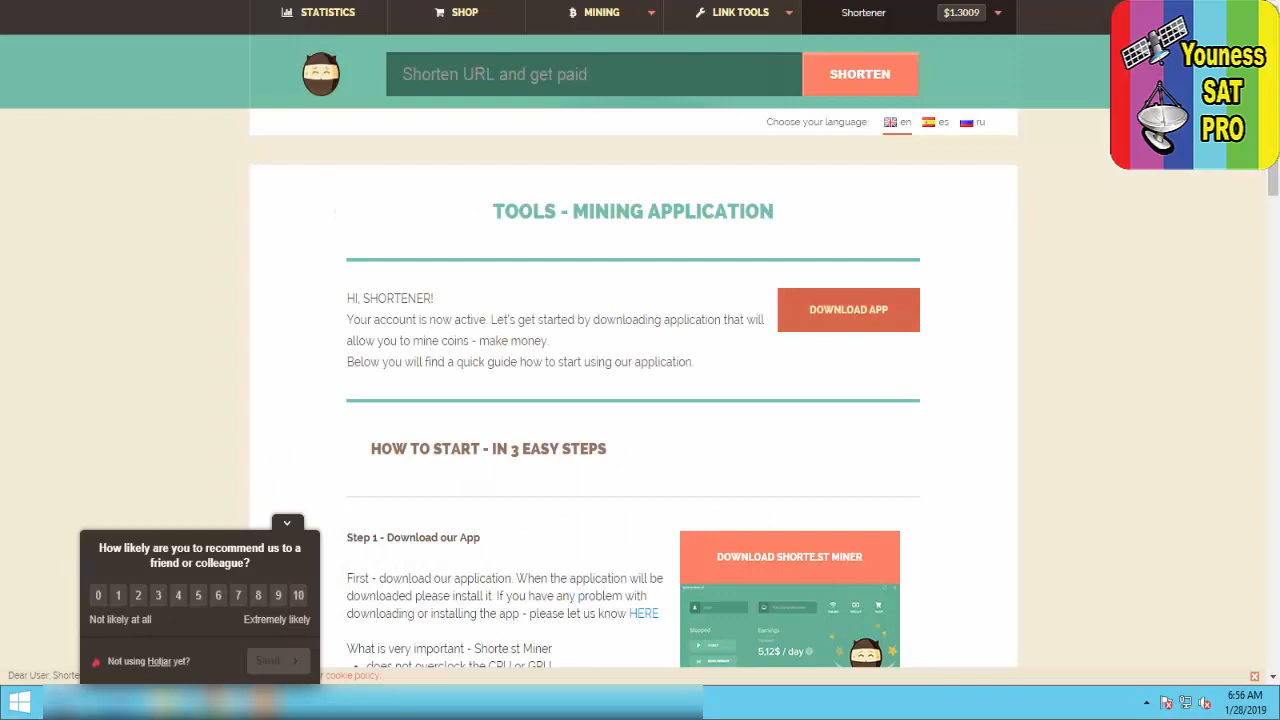 STATISTICS
SHOP
MINING
LINK TOOLS
Shortener
$1.3009
Shorten URL and get paid
SHORTEN
Choose your language:
en
es
ru
Youness
SAT
PRO
TOOLS - MINING APPLICATION
HI, SHORTENER!
Your account is now active. Let's get started by downloading application that will
allow you to mine coins - make money.
Below you will find a quick guide how to start using our application.
DOWNLOAD APP
HOW TO START - IN 3 EASY STEPS
Step 1 - Download our App
First - download our application. When the application will be
downloaded please install it. If you have any problem with
downloading or installing the app - please let us know HERE
What is very important - Shorte.st Miner
does not overclock the CPU or GPU
DOWNLOAD SHORTE.ST MINER
Earnings
5,12$ / day
How likely are you to recommend us to a
friend or colleague?
0 1 2 3 4 5 6 7 8 9 10
Not likely at all
Extremely likely
Not using Hotjar yet?
Send
Dear User, Shorte
cookie policy.
6:56 AM
1/28/2019